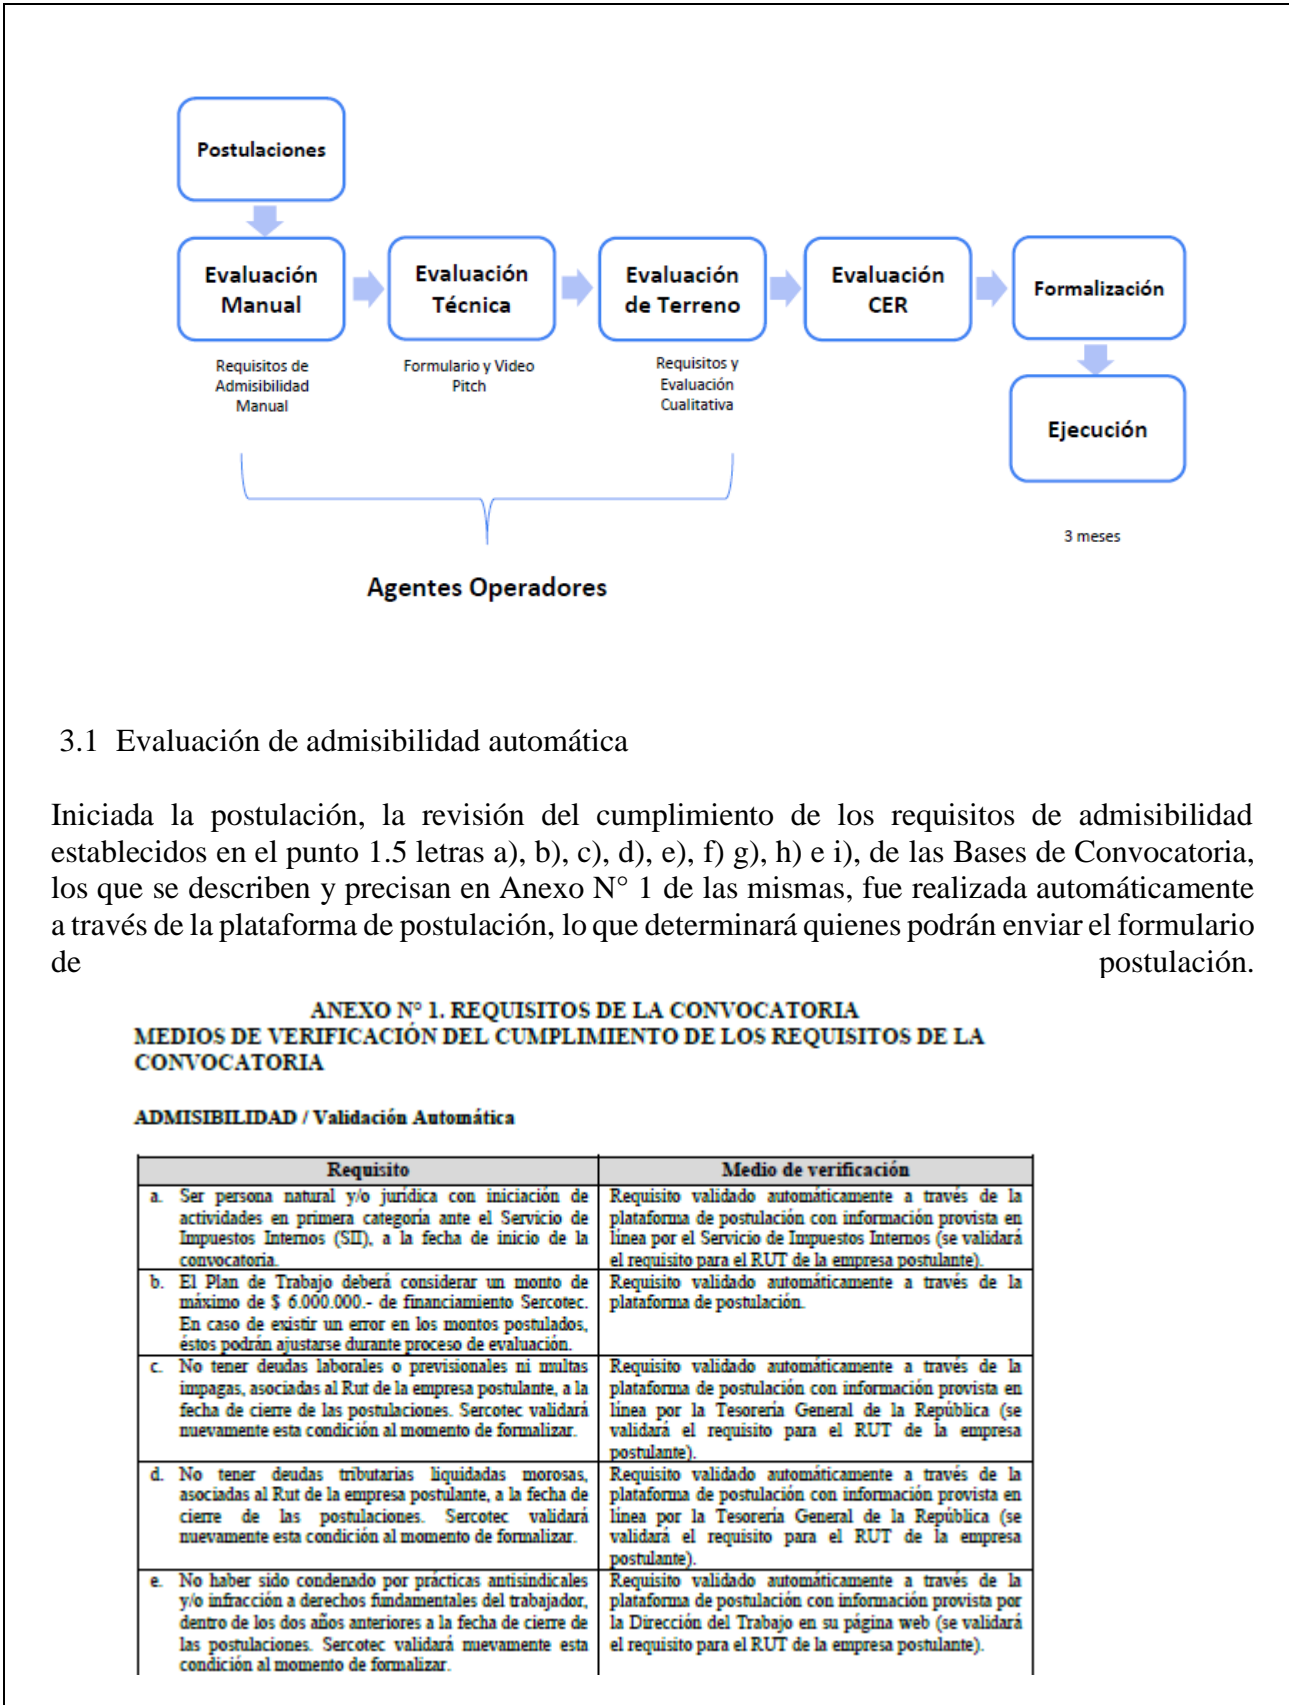 Postulaciones
Evaluación
Manual
Evaluación
Técnica
Evaluación
de Terreno
Evaluación
CER
Formalización
Requisitos de
Admisibilidad
Manual
Formulario y Video
Pitch
Requisitos y
Evaluación
Cualitativa
Ejecución
3 meses
Agentes Operadores
3.1 Evaluación de admisibilidad automática
Iniciada la postulación, la revisión del cumplimiento de los requisitos de admisibilidad
establecidos en el punto 1.5 letras a), b), c), d), e), f) g), h) e i), de las Bases de Convocatoria,
los que se describen y precisan en Anexo N° 1 de las mismas, fue realizada automáticamente
a través de la plataforma de postulación, lo que determinará quienes podrán enviar el formulario
de postulación.
ANEXO N° 1. REQUISITOS DE LA CONVOCATORIA
MEDIOS DE VERIFICACIÓN DEL CUMPLIMIENTO DE LOS REQUISITOS DE LA
CONVOCATORIA
ADMISIBILIDAD / Validación Automática
Requisito
Medio de verificación
a. Ser persona natural y/o jurídica con iniciación de
actividades en primera categoría ante el Servicio de
Impuestos Internos (SII), a la fecha de inicio de la
convocatoria.
Requisito validado automáticamente a través de la
plataforma de postulación con información provista en
línea por el Servicio de Impuestos Internos (se validará
el requisito para el RUT de la empresa postulante).
b. El Plan de Trabajo deberá considerar un monto de
máximo de $ 6.000.000.- de financiamiento Sercotec.
En caso de existir un error en los montos postulados,
éstos podrán ajustarse durante proceso de evaluación.
Requisito validado automáticamente a través de la
plataforma de postulación.
c. No tener deudas laborales o previsionales ni multas
impagas, asociadas al Rut de la empresa postulante, a la
fecha de cierre de las postulaciones. Sercotec validará
nuevamente esta condición al momento de formalizar.
Requisito validado automáticamente a través de la
plataforma de postulación con información provista en
línea por la Tesorería General de la República (se
validará el requisito para el RUT de la empresa
postulante).
d. No tener deudas tributarias liquidadas morosas,
asociadas al Rut de la empresa postulante, a la fecha de
cierre de las postulaciones. Sercotec validará
nuevamente esta condición al momento de formalizar.
Requisito validado automáticamente a través de la
plataforma de postulación con información provista en
línea por la Tesorería General de la República (se
validará el requisito para el RUT de la empresa
postulante).
e. No haber sido condenado por prácticas antisindicales
y/o infracción a derechos fundamentales del trabajador,
dentro de los dos años anteriores a la fecha de cierre de
las postulaciones. Sercotec validará nuevamente esta
condición al momento de formalizar.
Requisito validado automáticamente a través de la
plataforma de postulación con información provista por
la Dirección del Trabajo en su página web (se validará
el requisito para el RUT de la empresa postulante).